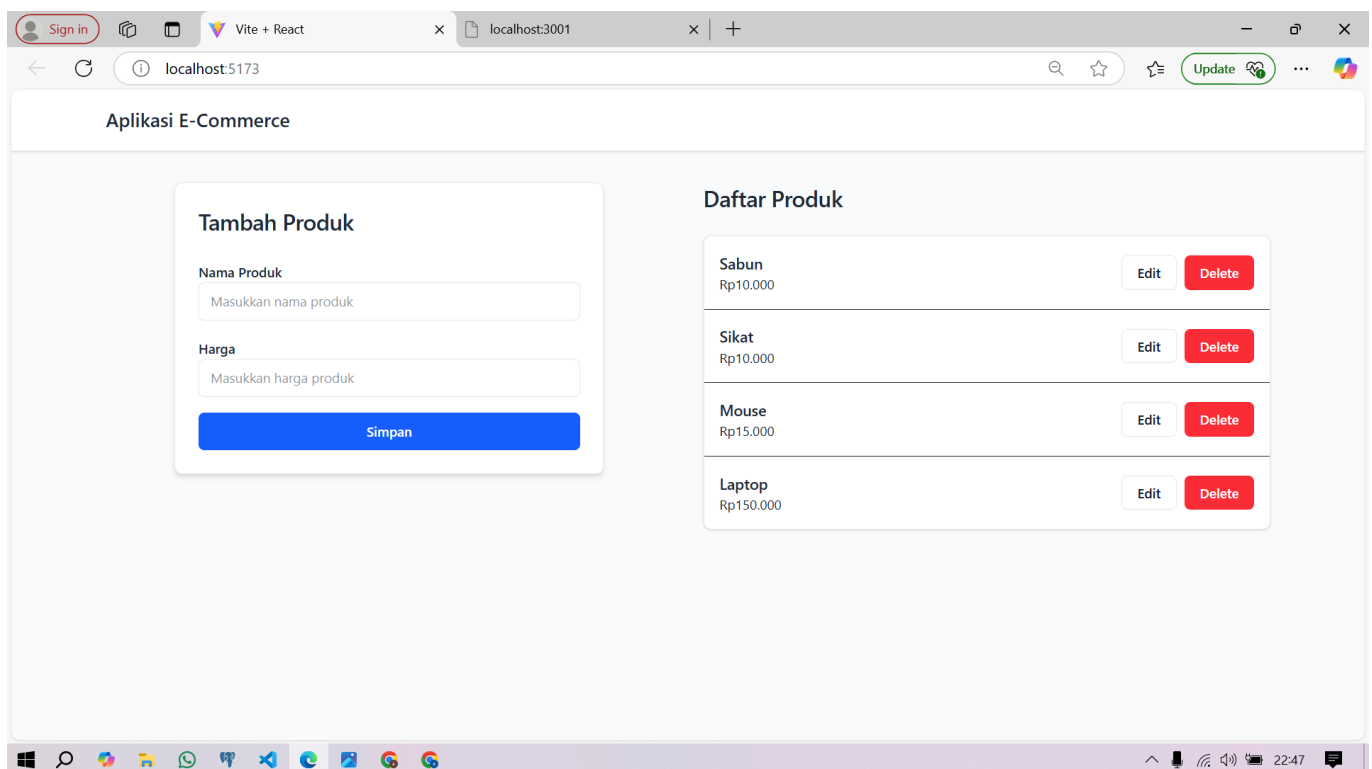 Sign in
Vite + React
localhost:3001
localhost:5173
Update
Aplikasi E-Commerce
Tambah Produk
Nama Produk
Masukkan nama produk
Harga
Masukkan harga produk
Simpan
Daftar Produk
Sabun
Rp10.000
Edit
Delete
Sikat
Rp10.000
Edit
Delete
Mouse
Rp15.000
Edit
Delete
Laptop
Rp150.000
Edit
Delete
22:47